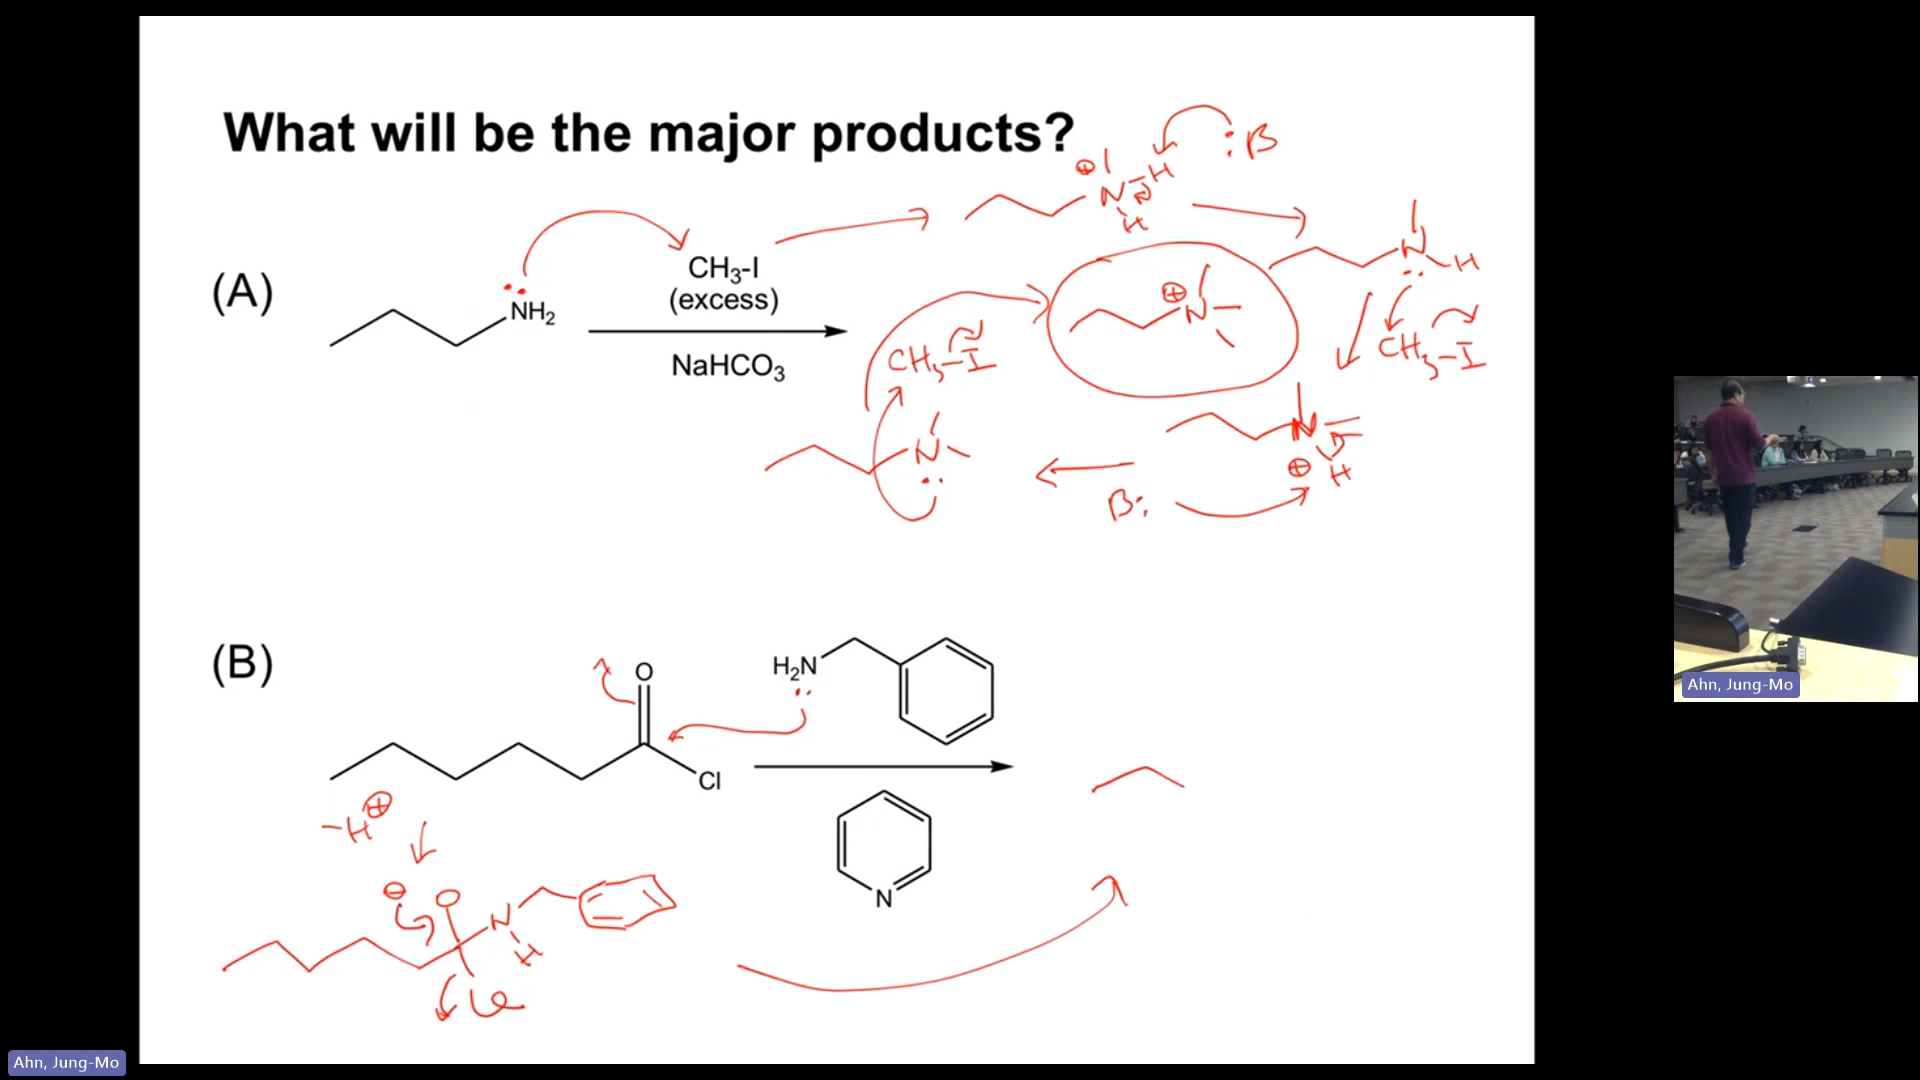 What will be the major products?
⊕ N H H :B
(A)
NH2
CH3-I
(excess)
NaHCO3
N H
CH3-I
⊕ N
CH3-I
N
N ⊕ H
B:
(B)
O
Cl
H2N
N
-H⊕
⊖ O N H
Cl
Ahn, Jung-Mo
Ahn, Jung-Mo